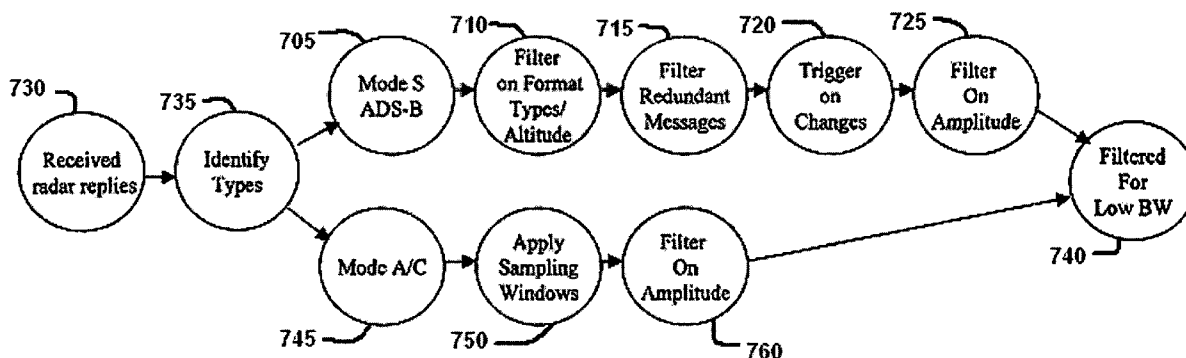 730
Received
radar replies
735
Identify
Types
705
Mode S
ADS-B
710
Filter
on Format
Types/
Altitude
715
Filter
Redundant
Messages
720
Trigger
on
Changes
725
Filter
On
Amplitude
Filtered
For
Low BW
740
Mode A/C
745
Apply
Sampling
Windows
750
Filter
On
Amplitude
760